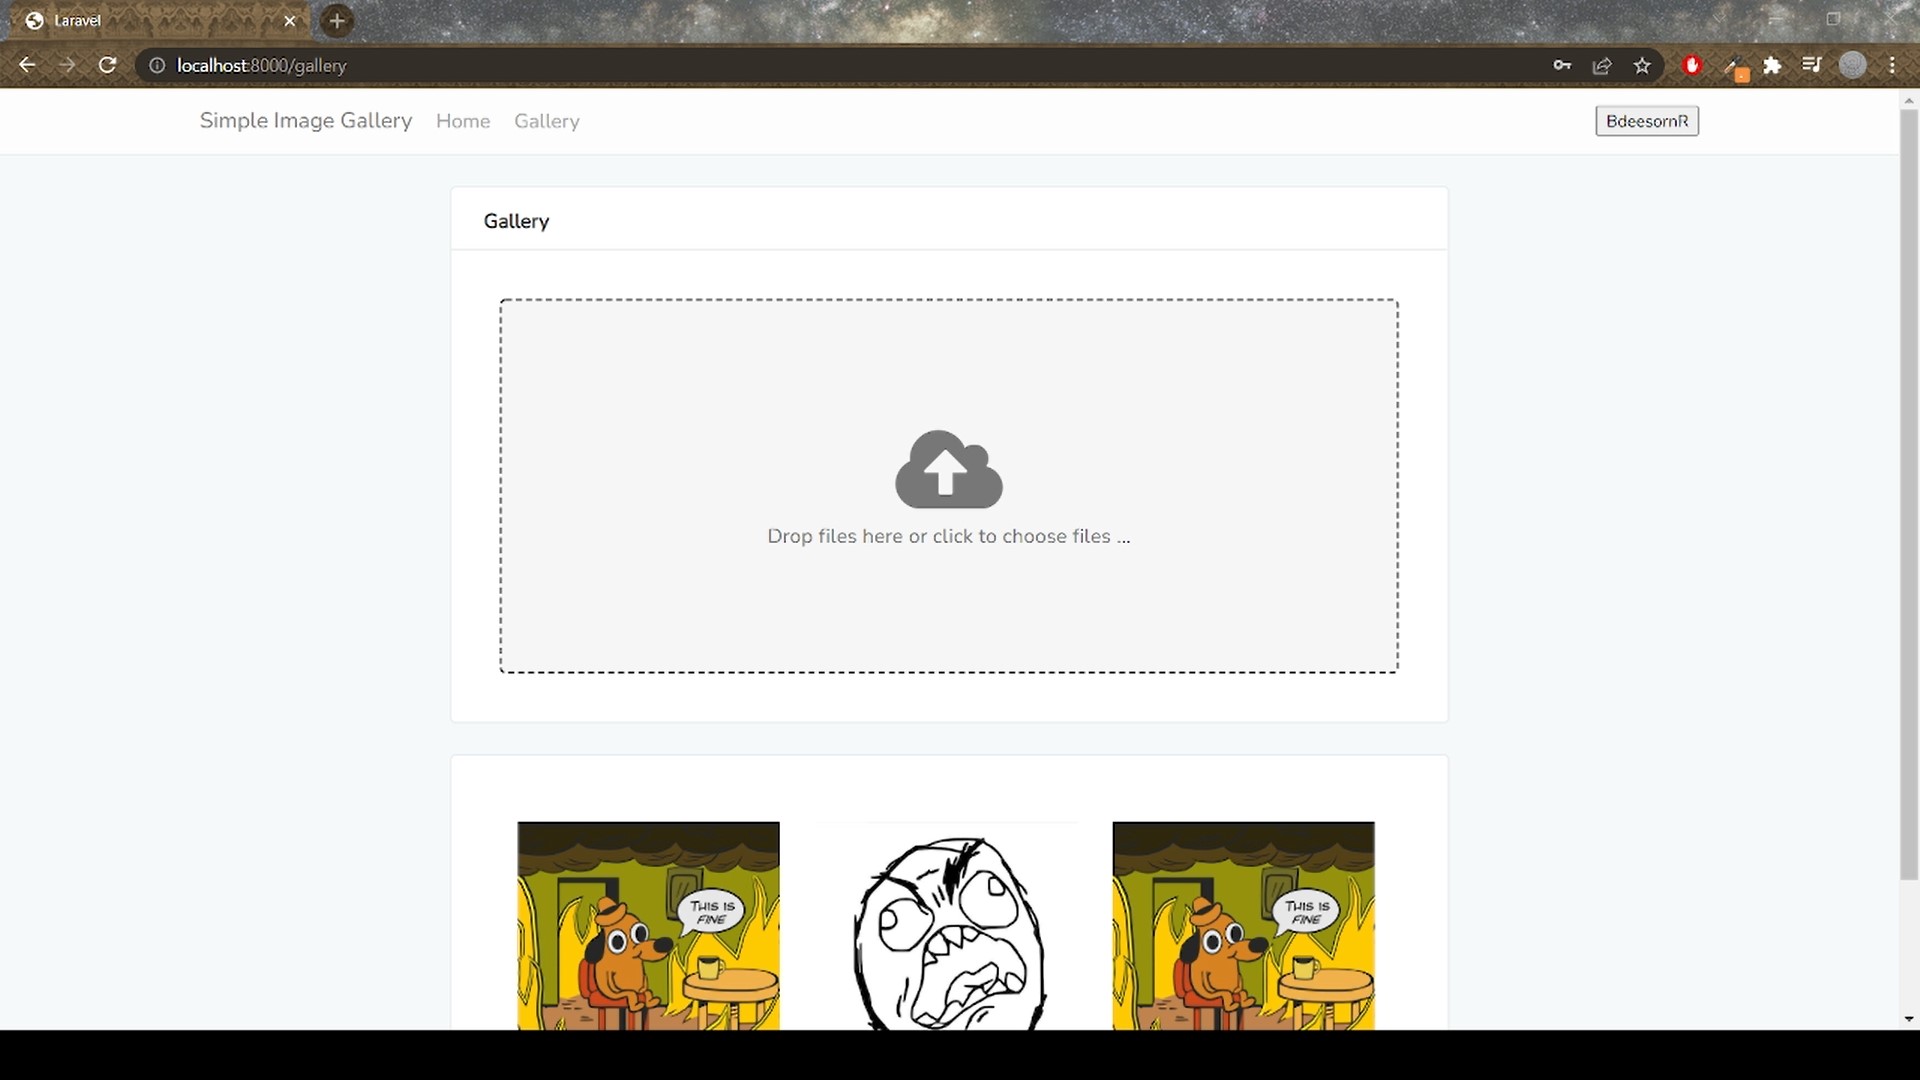 Laravel
localhost:8000/gallery
Simple Image Gallery Home Gallery BdeesornR
Gallery
Drop files here or click to choose files ...
THIS IS
FINE
THIS IS
FINE